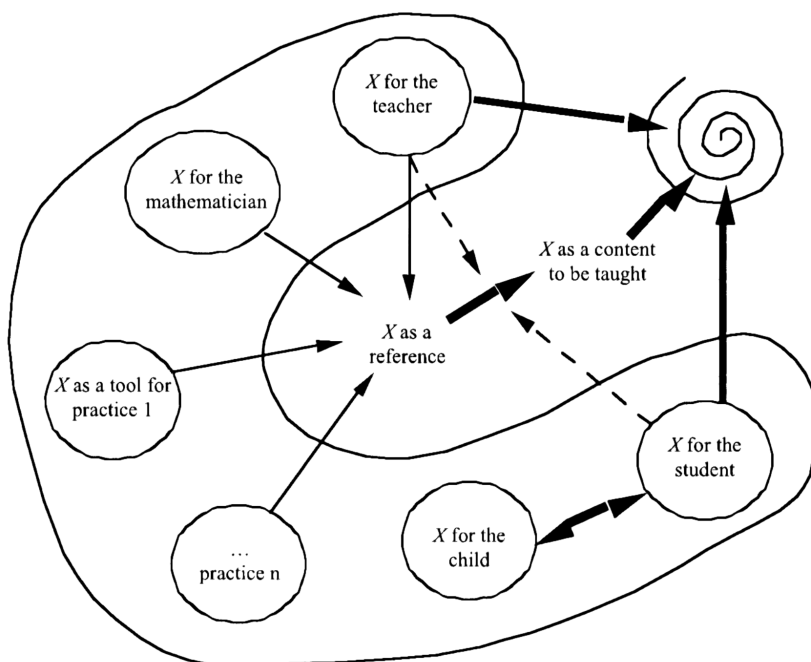 X for the
teacher
X for the
mathematician
X as a content
to be taught
X as a
reference
X as a tool for
practice 1
X for the
student
X for the
child
…
practice n